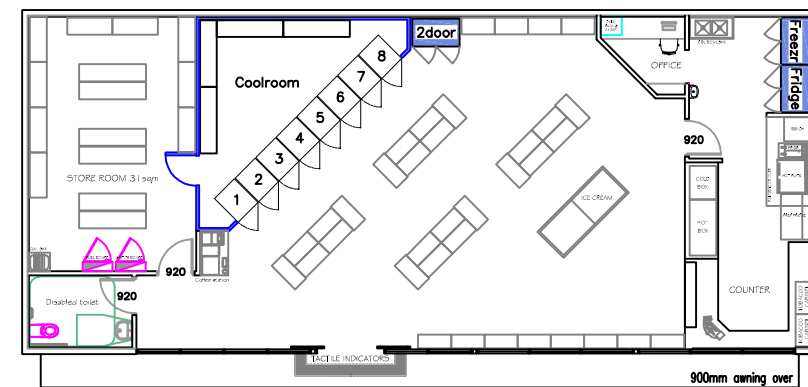 2door
Freezr
Fridge
Coolroom
8
7
6
5
4
3
2
1
OFFICE
920
STORE ROOM 31sqm
COLD
BOX
HOT
BOX
ICE CREAM
920
Coffee station
Disabled toilet
920
COUNTER
TACTILE INDICATORS
900mm awning over